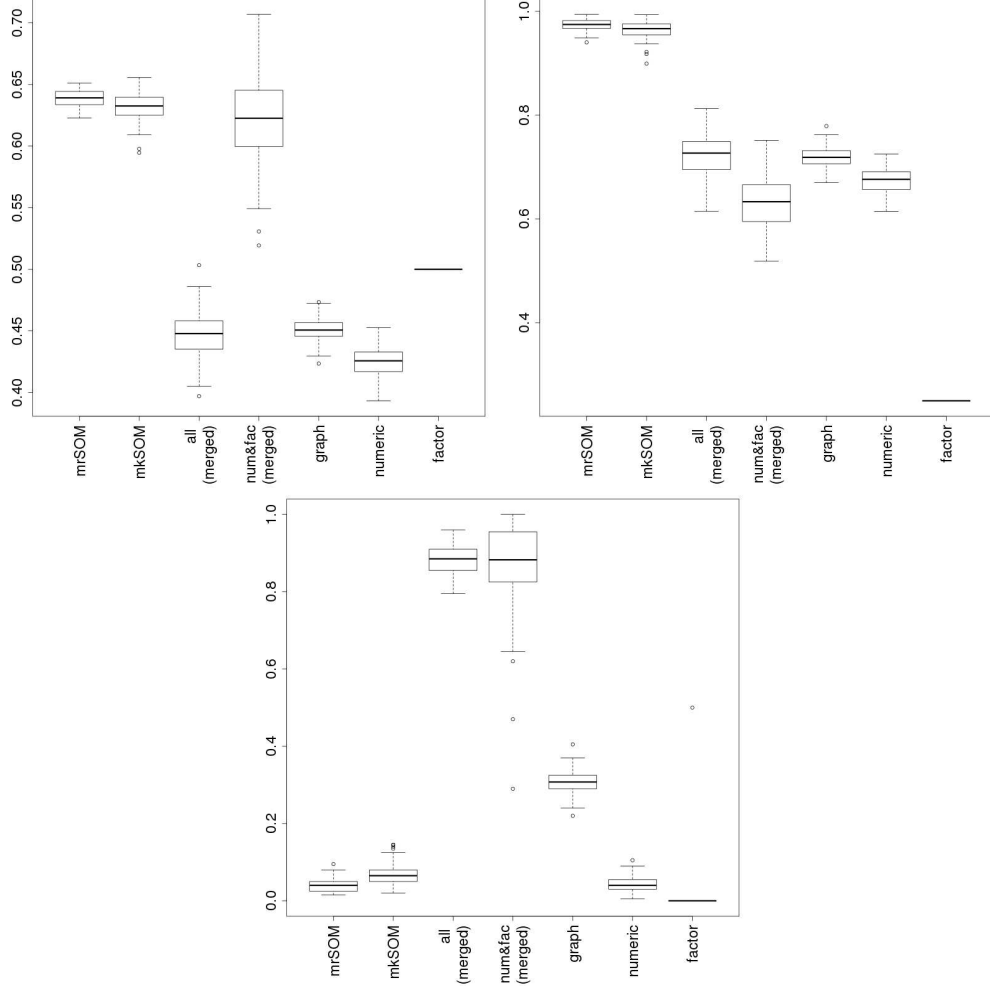 0.70
0.65
0.60
0.55
0.50
0.45
0.40
mrSOM
mkSOM
all
(merged)
num&fac
(merged)
graph
numeric
factor
1.0
0.8
0.6
0.4
mrSOM
mkSOM
all
(merged)
num&fac
(merged)
graph
numeric
factor
1.0
0.8
0.6
0.4
0.2
0.0
mrSOM
mkSOM
all
(merged)
num&fac
(merged)
graph
numeric
factor